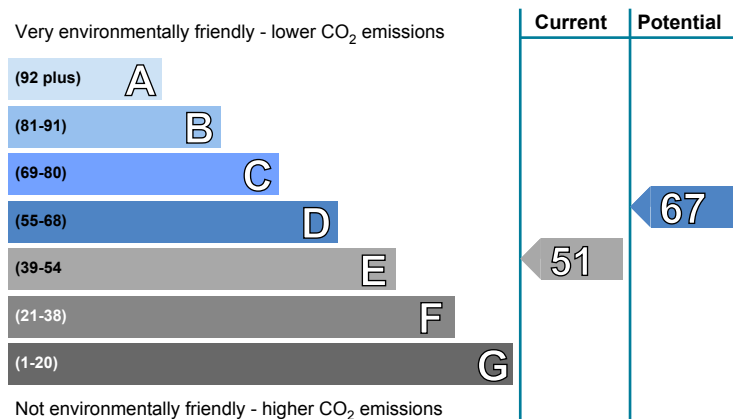 Current Potential
Very environmentally friendly - lower CO₂ emissions
(92 plus) A
(81-91) B
(69-80) C
(55-68) D
67
(39-54 E
51
(21-38) F
(1-20) G
Not environmentally friendly - higher CO₂ emissions